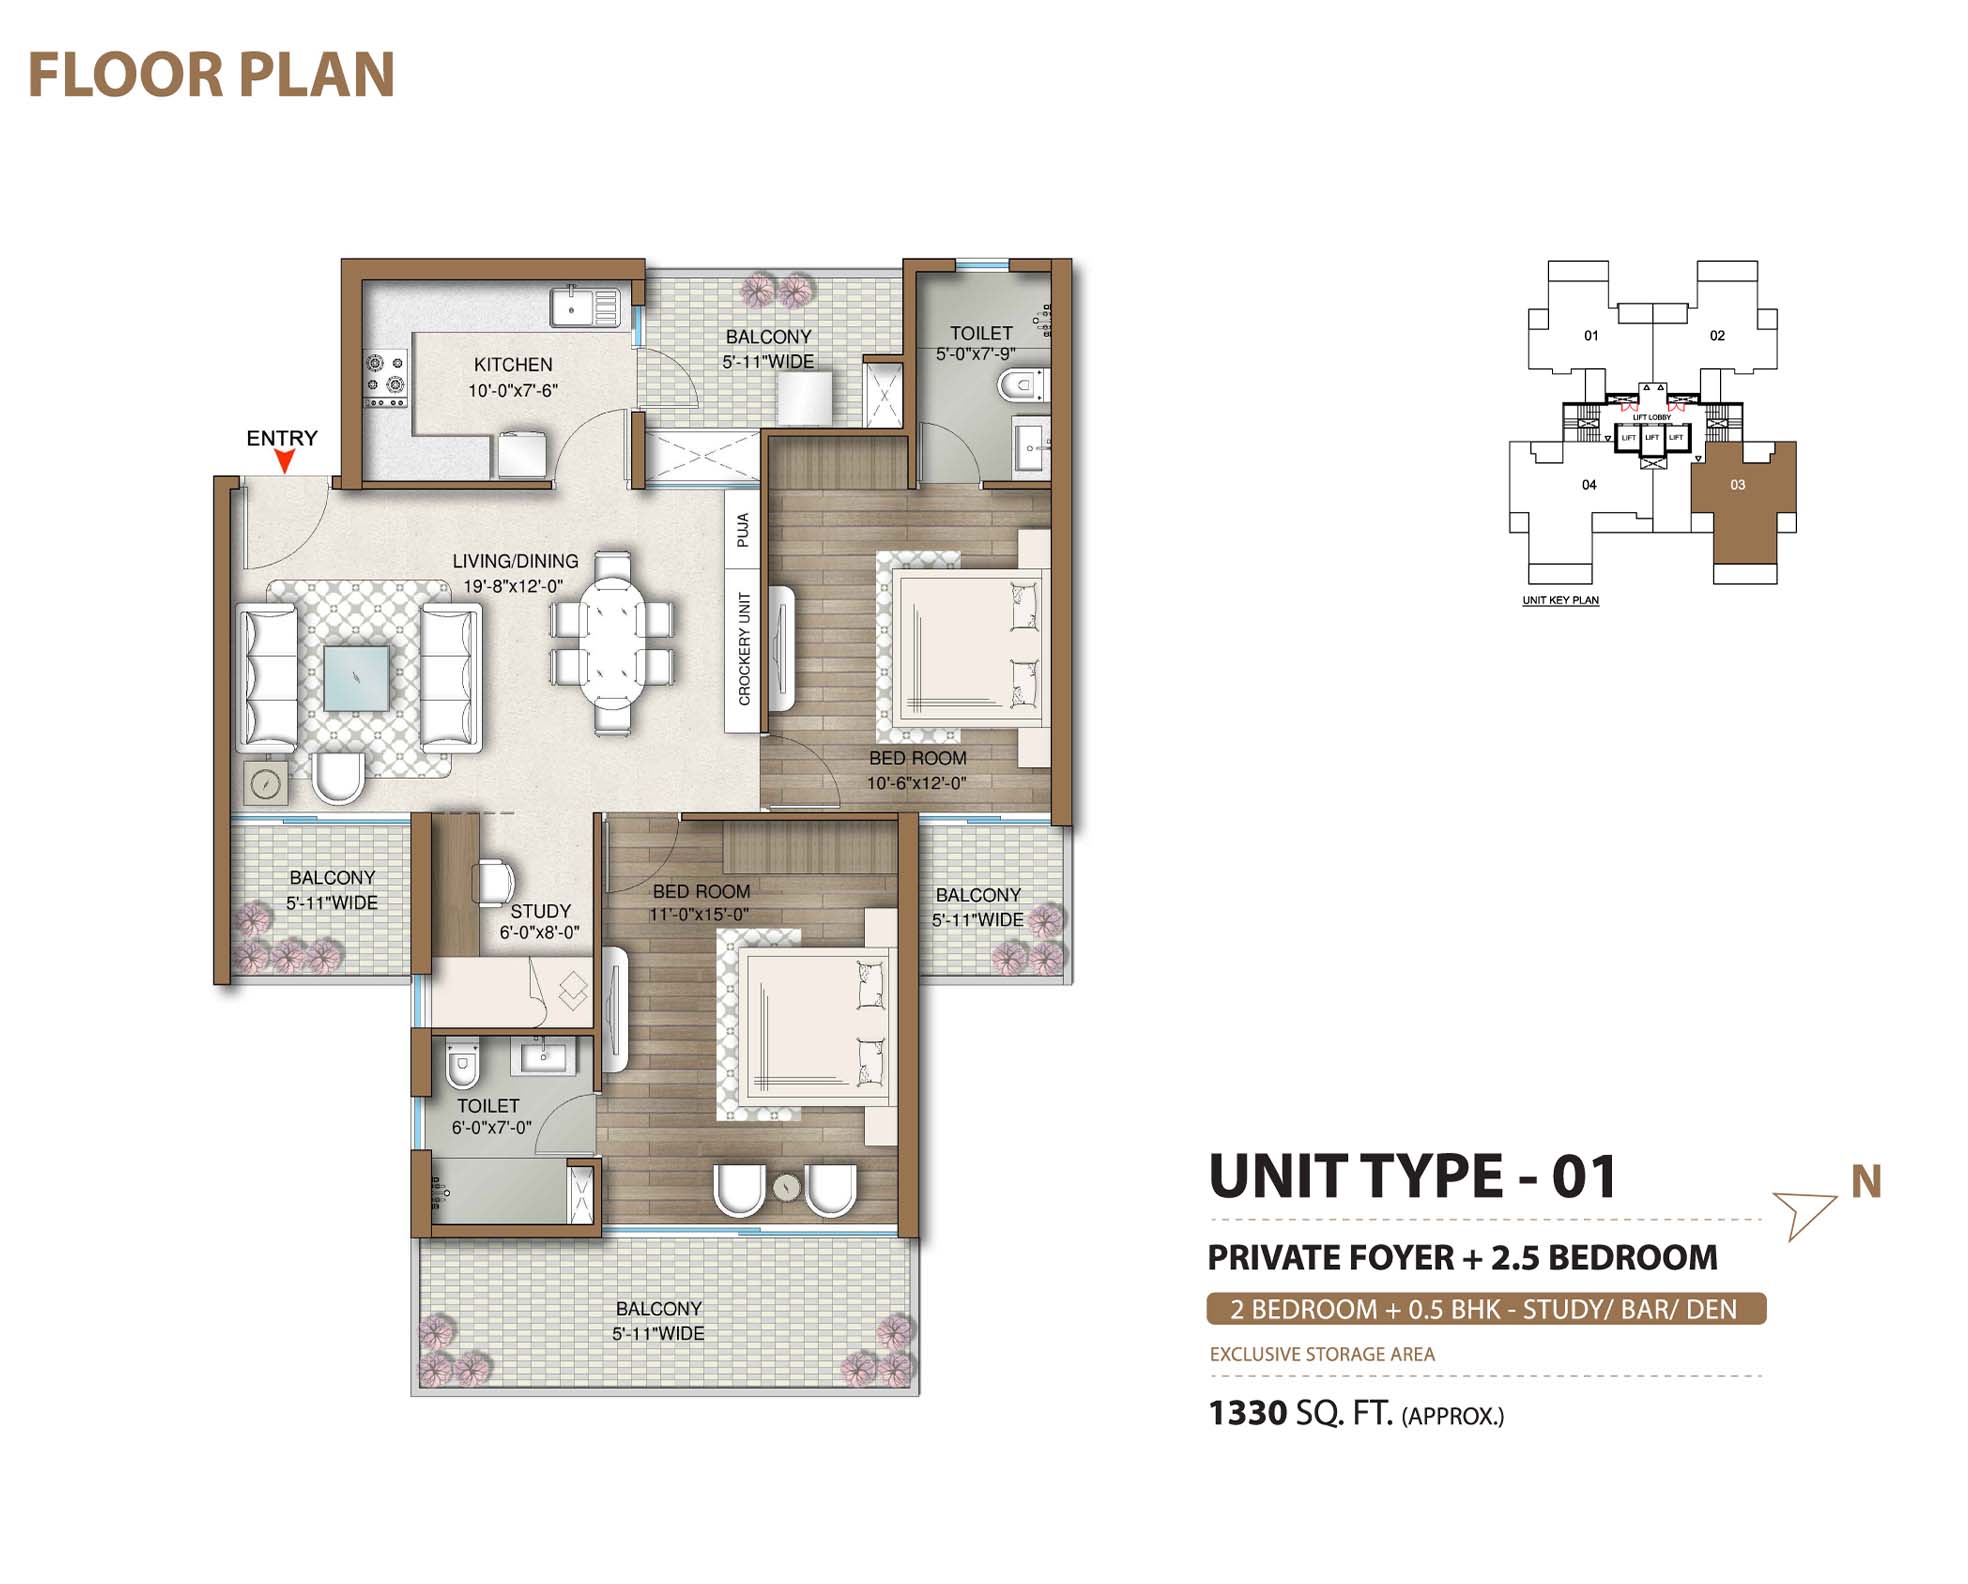 FLOOR PLAN
BALCONY
5'-11"WIDE
TOILET
5'-0"x7'-9"
KITCHEN
10'-0"x7'-6"
ENTRY
PUJA
LIVING/DINING
19'-8"x12'-0"
CROCKERY UNIT
BED ROOM
10'-6"x12'-0"
BALCONY
5'-11"WIDE
STUDY
6'-0"x8'-0"
BED ROOM
11'-0"x15'-0"
BALCONY
5'-11"WIDE
TOILET
6'-0"x7'-0"
BALCONY
5'-11"WIDE
01
02
LIFT LOBBY
LIFT
LIFT
LIFT
04
03
UNIT KEY PLAN
UNIT TYPE - 01
N
PRIVATE FOYER + 2.5 BEDROOM
2 BEDROOM + 0.5 BHK - STUDY/ BAR/ DEN
EXCLUSIVE STORAGE AREA
1330 SQ. FT. (APPROX.)